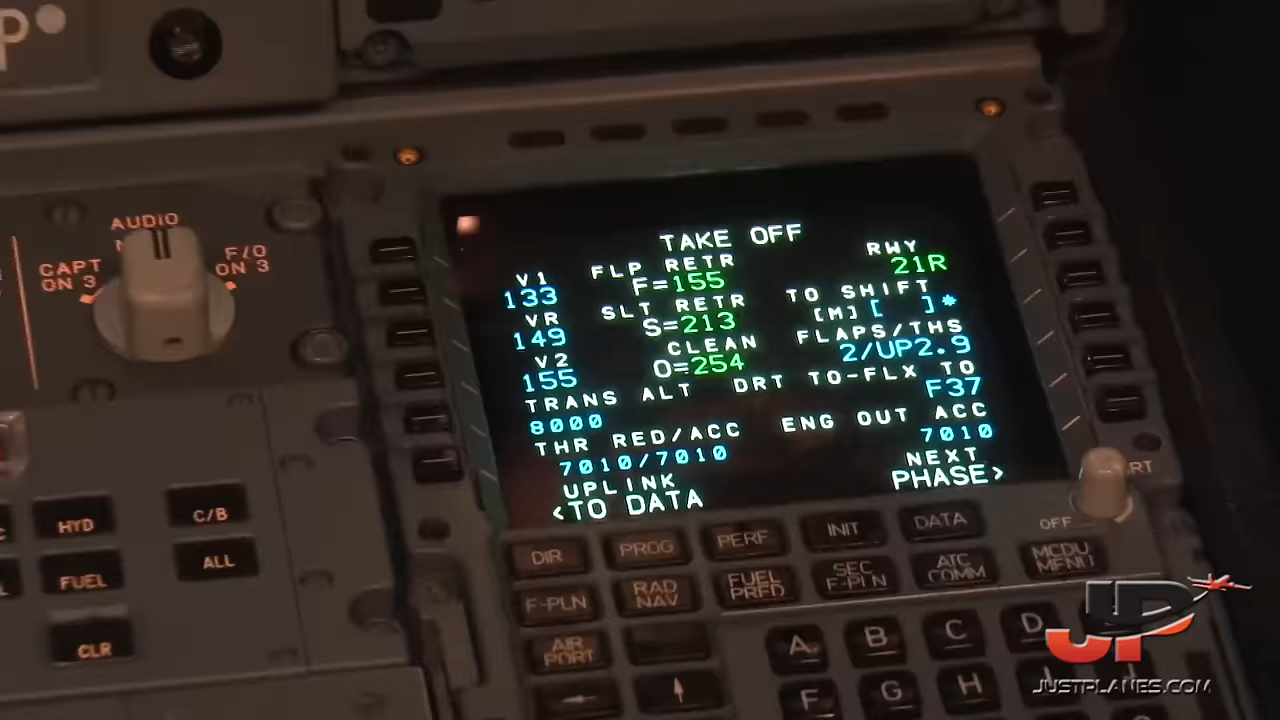 P
AUDIO
CAPT
ON 3
F/O
ON 3
TAKE OFF
V1 FLP RETR RWY
133 F=155 21R
VR SLT RETR TO SHIFT
149 S=213 [M][ ]*
V2 CLEAN FLAPS/THS
155 O=254 2/UP2.9
TRANS ALT DRT TO-FLX TO
8000 F37
THR RED/ACC ENG OUT ACC
7010/7010 7010
UPLINK NEXT
<TO DATA PHASE>
HYD
C/B
FUEL
ALL
CLR
DIR
PROG
PERF
INIT
DATA
OFF
F-PLN
RAD
NAV
FUEL
PRED
SEC
F-PLN
ATC
COMM
MCDU
MENU
AIR
PORT
A
B
C
D
F
G
H
JP
JUSTPLANES.COM